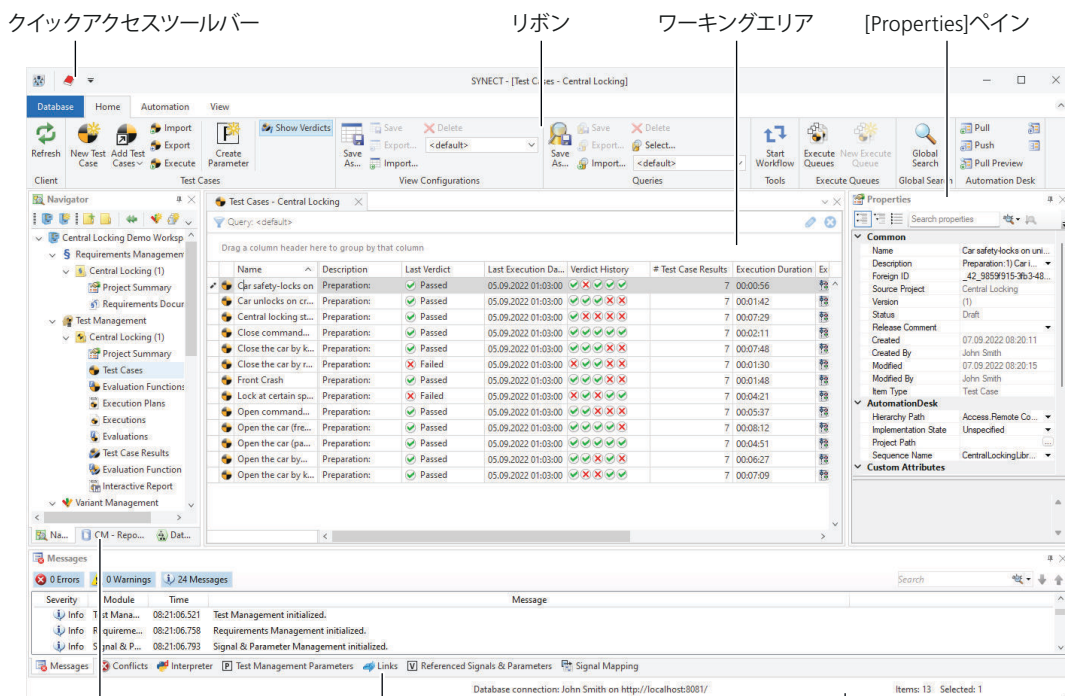 クイックアクセスツールバー リボン ワーキングエリア [Properties]ペイン
SYNECT - [Test Cases - Central Locking]
Database Home Automation View
Refresh
Client
New Test Case
Add Test Cases
Import
Export
Execute
Create Parameter
Show Verdicts
Test Cases
Save As...
Save
Export...
Import...
Delete
<default>
View Configurations
Save As...
Save
Export...
Import...
Delete
Select...
<default>
Queries
Start Workflow
Tools
Execute Queues
New Execute Queue
Execute Queues
Global Search
Global Search
Pull
Push
Pull Preview
Automation Desk
Navigator
Central Locking Demo Worksp
Requirements Managemen
Central Locking (1)
Project Summary
Requirements Docur
Test Management
Central Locking (1)
Project Summary
Test Cases
Evaluation Functions
Execution Plans
Executions
Evaluations
Test Case Results
Evaluation Function
Interactive Report
Variant Management
Na... CM - Repo... Dat...
Test Cases - Central Locking
Query: <default>
Drag a column header here to group by that column
Name Description Last Verdict Last Execution Da... Verdict History # Test Case Results Execution Duration Ex
Car safety-locks on Preparation: Passed 05.09.2022 01:03:00 7 00:00:56
Car unlocks on cr... Preparation: Passed 05.09.2022 01:03:00 7 00:01:42
Central locking st... Preparation: Passed 05.09.2022 01:03:00 7 00:07:29
Close command... Preparation: Passed 05.09.2022 01:03:00 7 00:02:11
Close the car by k... Preparation: Passed 05.09.2022 01:03:00 7 00:07:48
Close the car by r... Preparation: Failed 05.09.2022 01:03:00 7 00:01:30
Front Crash Preparation: Passed 05.09.2022 01:03:00 7 00:01:48
Lock at certain sp... Preparation: Failed 05.09.2022 01:03:00 7 00:04:21
Open command... Preparation: Passed 05.09.2022 01:03:00 7 00:05:37
Open the car (fre... Preparation: Passed 05.09.2022 01:03:00 7 00:08:12
Open the car (pa... Preparation: Passed 05.09.2022 01:03:00 7 00:04:51
Open the car by... Preparation: Passed 05.09.2022 01:03:00 7 00:06:27
Open the car by k... Preparation: Passed 05.09.2022 01:03:00 7 00:07:09
Properties
Search properties
Common
Name Car safety-locks on uni...
Description Preparation:1) Car i...
Foreign ID _42_9859f915-3fb3-48...
Source Project Central Locking
Version (1)
Status Draft
Release Comment
Created 07.09.2022 08:20:11
Created By John Smith
Modified 07.09.2022 08:20:15
Modified By John Smith
Item Type Test Case
AutomationDesk
Hierarchy Path Access.Remote Co...
Implementation State Unspecified
Project Path
Sequence Name CentralLockingLibr...
Custom Attributes
Messages
0 Errors 0 Warnings 24 Messages Search
Severity Module Time Message
Info Test Mana... 08:21:06.521 Test Management initialized.
Info Requireme... 08:21:06.758 Requirements Management initialized.
Info Signal & P... 08:21:06.793 Signal & Parameter Management initialized.
Messages Conflicts Interpreter Test Management Parameters Links Referenced Signals & Parameters Signal Mapping
Database connection: John Smith on http://localhost:8081/ Items: 13 Selected: 1